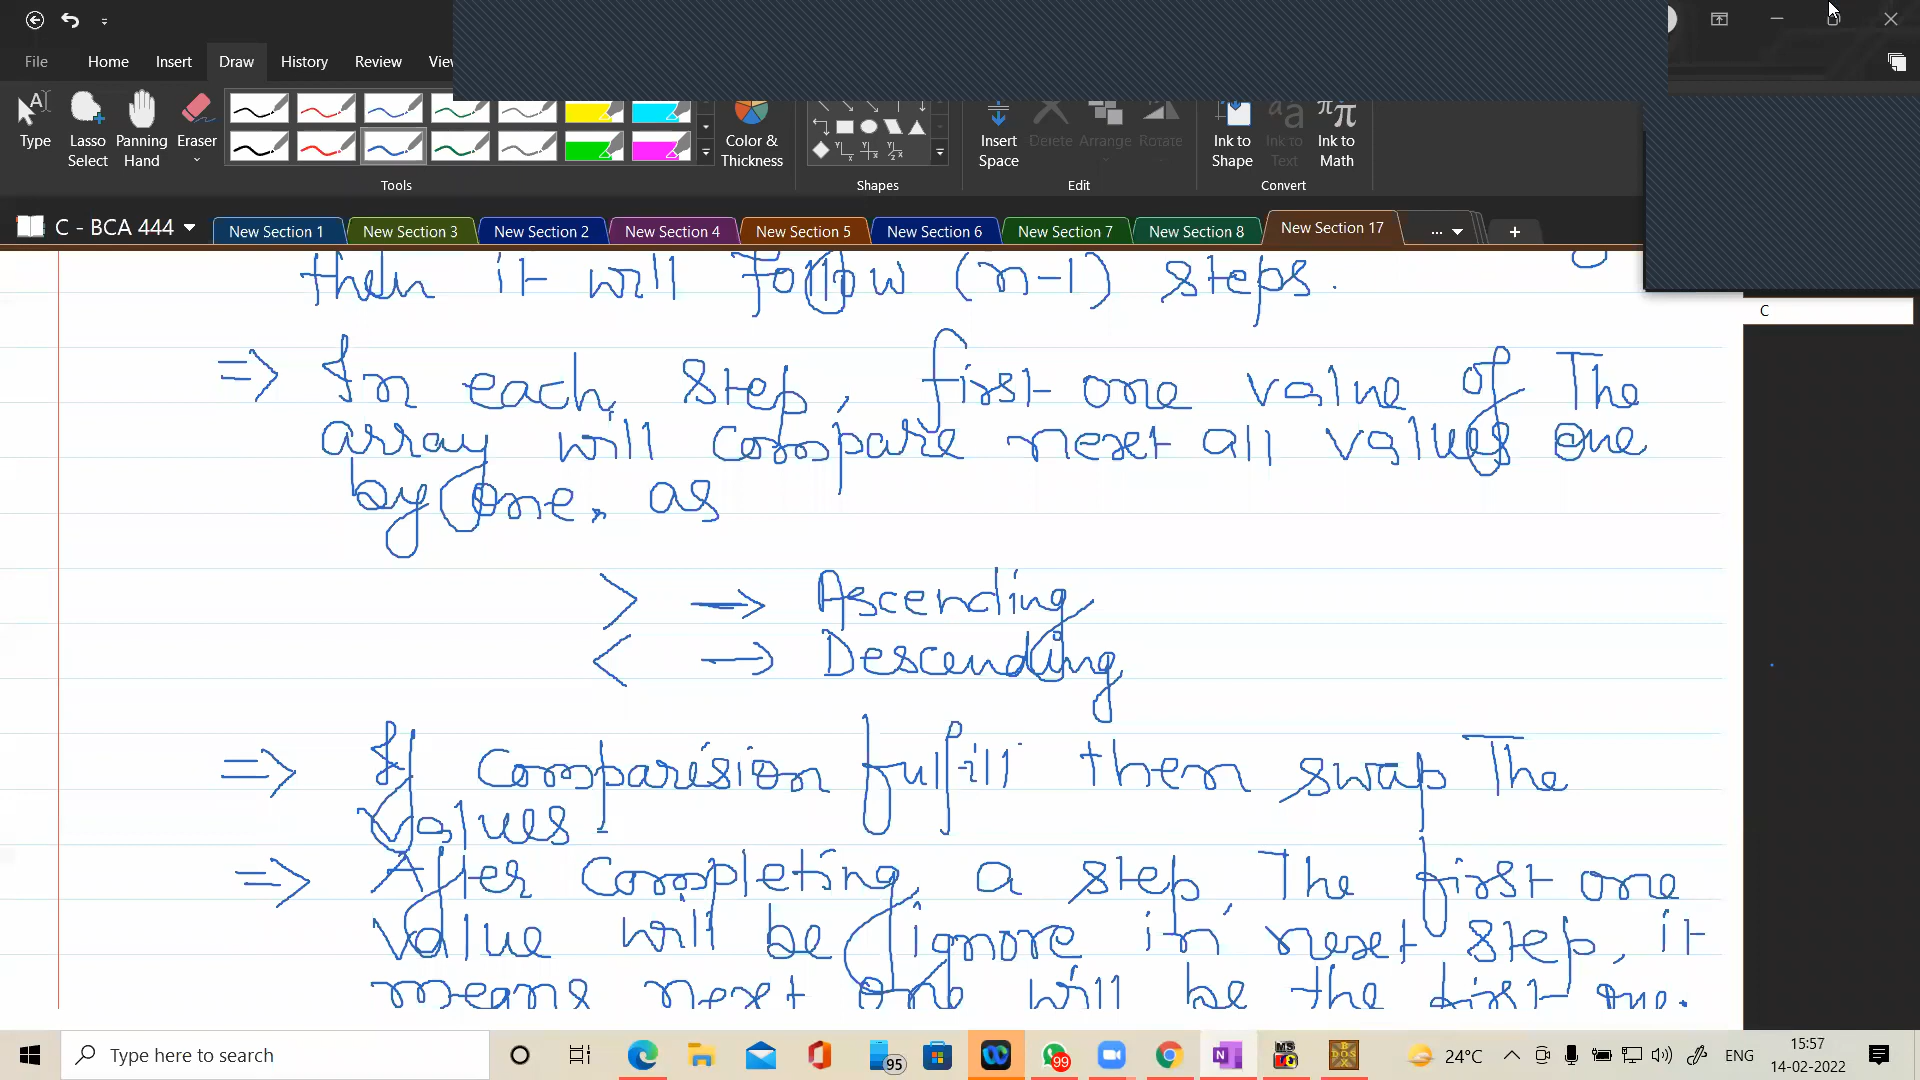 File
Home
Insert
Draw
History
Review
Type
Lasso Select
Panning Hand
Eraser
Tools
Color & Thickness
Shapes
Insert Space
Delete
Arrange
Rotate
Edit
Ink to Shape
Ink to Text
Ink to Math
Convert
C - BCA 444
New Section 1
New Section 3
New Section 2
New Section 4
New Section 5
New Section 6
New Section 7
New Section 8
New Section 17
...
+
C
then it will follow (n-1) steps.
=> In each step, first one value of The
array will compare next all values one
by one. as
> → Ascending
< → Descending
=> If Comparision fulfill then swap The
values.
=> After Completing a step The first one
value will be ignore in next step, it
means next one will be the first one.
Type here to search
95
99
24°C
ENG
15:57
14-02-2022